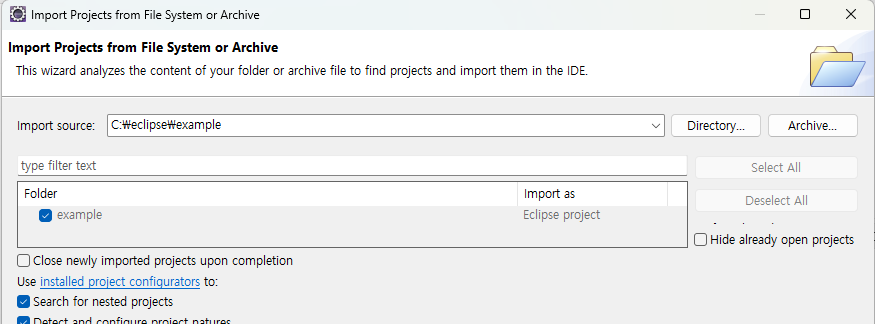 Import Projects from File System or Archive
Import Projects from File System or Archive
This wizard analyzes the content of your folder or archive file to find projects and import them in the IDE.
Import source: C:₩eclipse₩example Directory... Archive...
type filter text Select All
Folder Import as Deselect All
example Eclipse project
Hide already open projects
Close newly imported projects upon completion
Use installed project configurators to:
Search for nested projects
Detect and configure project natures